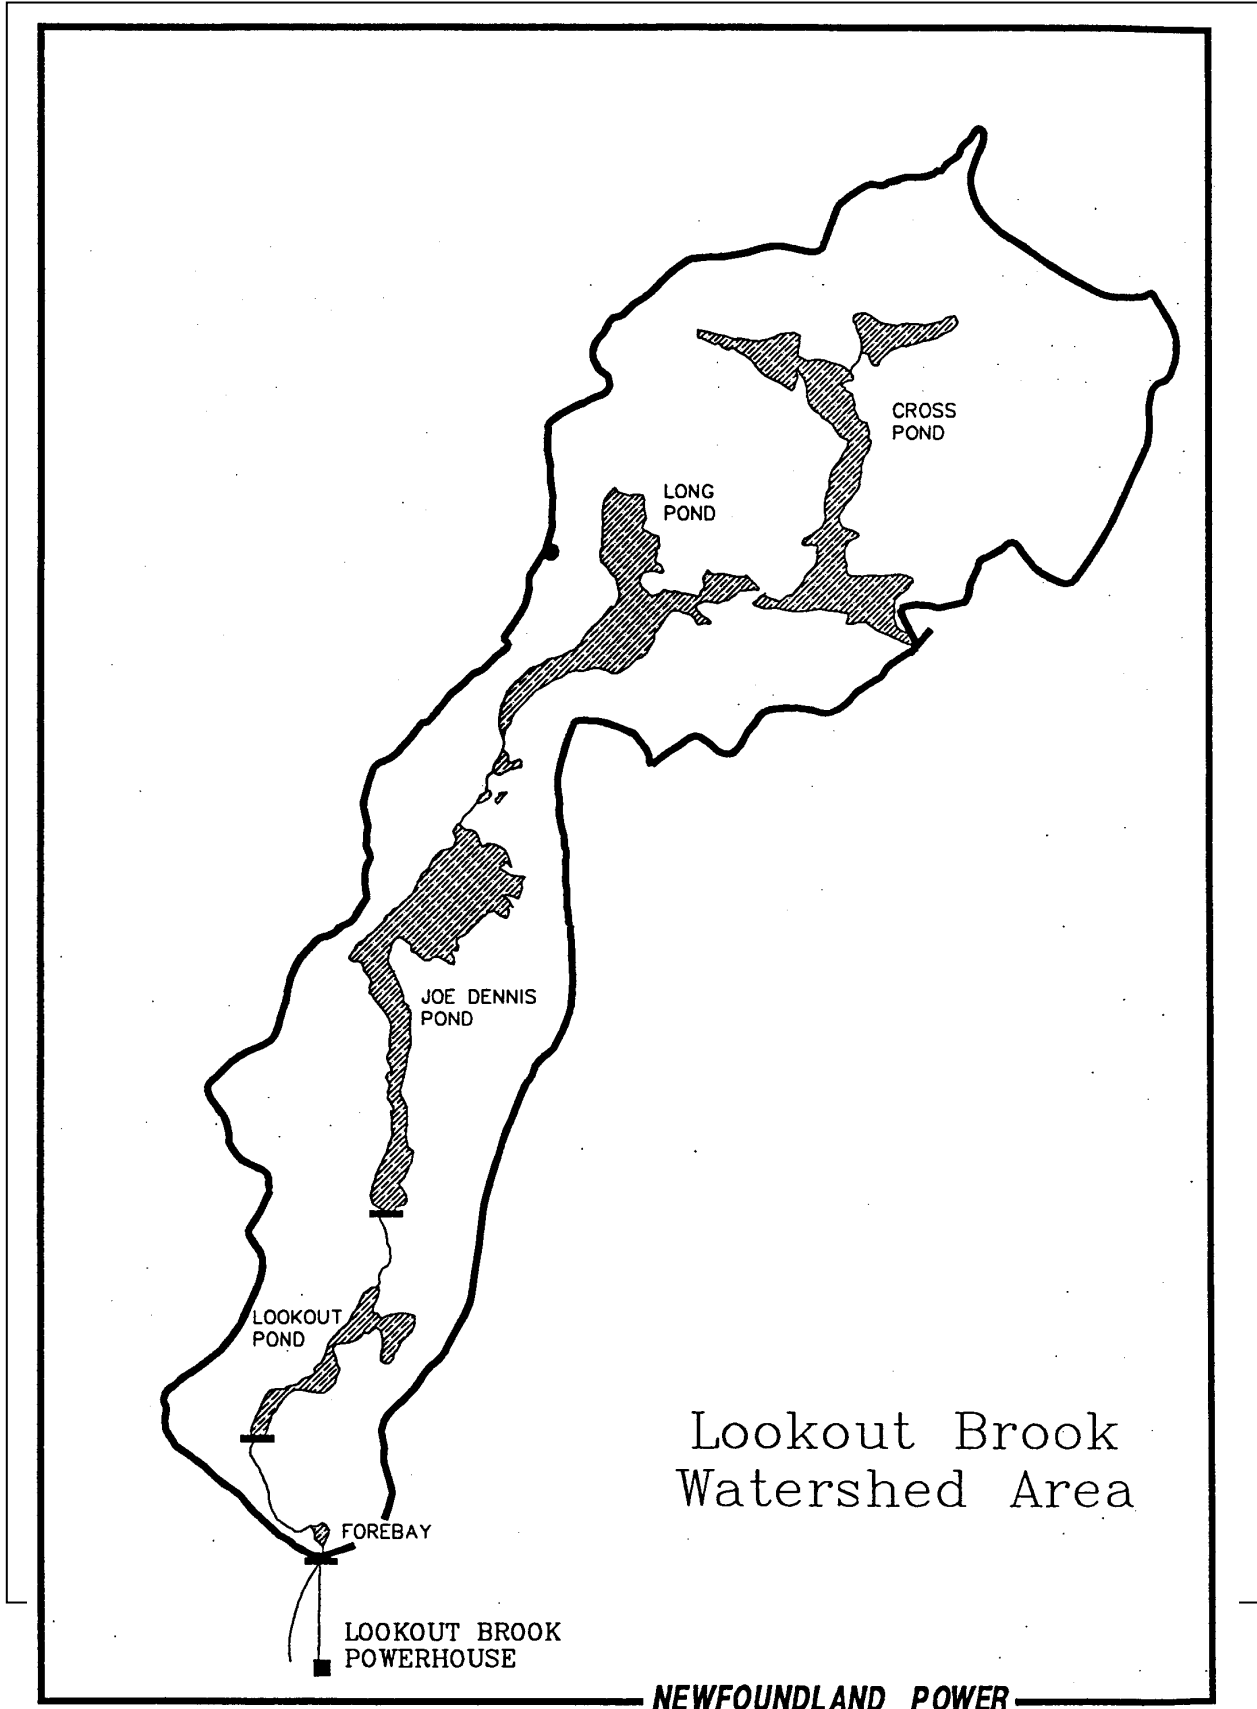 CROSS
POND
LONG
POND
JOE DENNIS
POND
LOOKOUT
POND
Lookout Brook
Watershed Area
FOREBAY
LOOKOUT BROOK
POWERHOUSE
NEWFOUNDLAND POWER